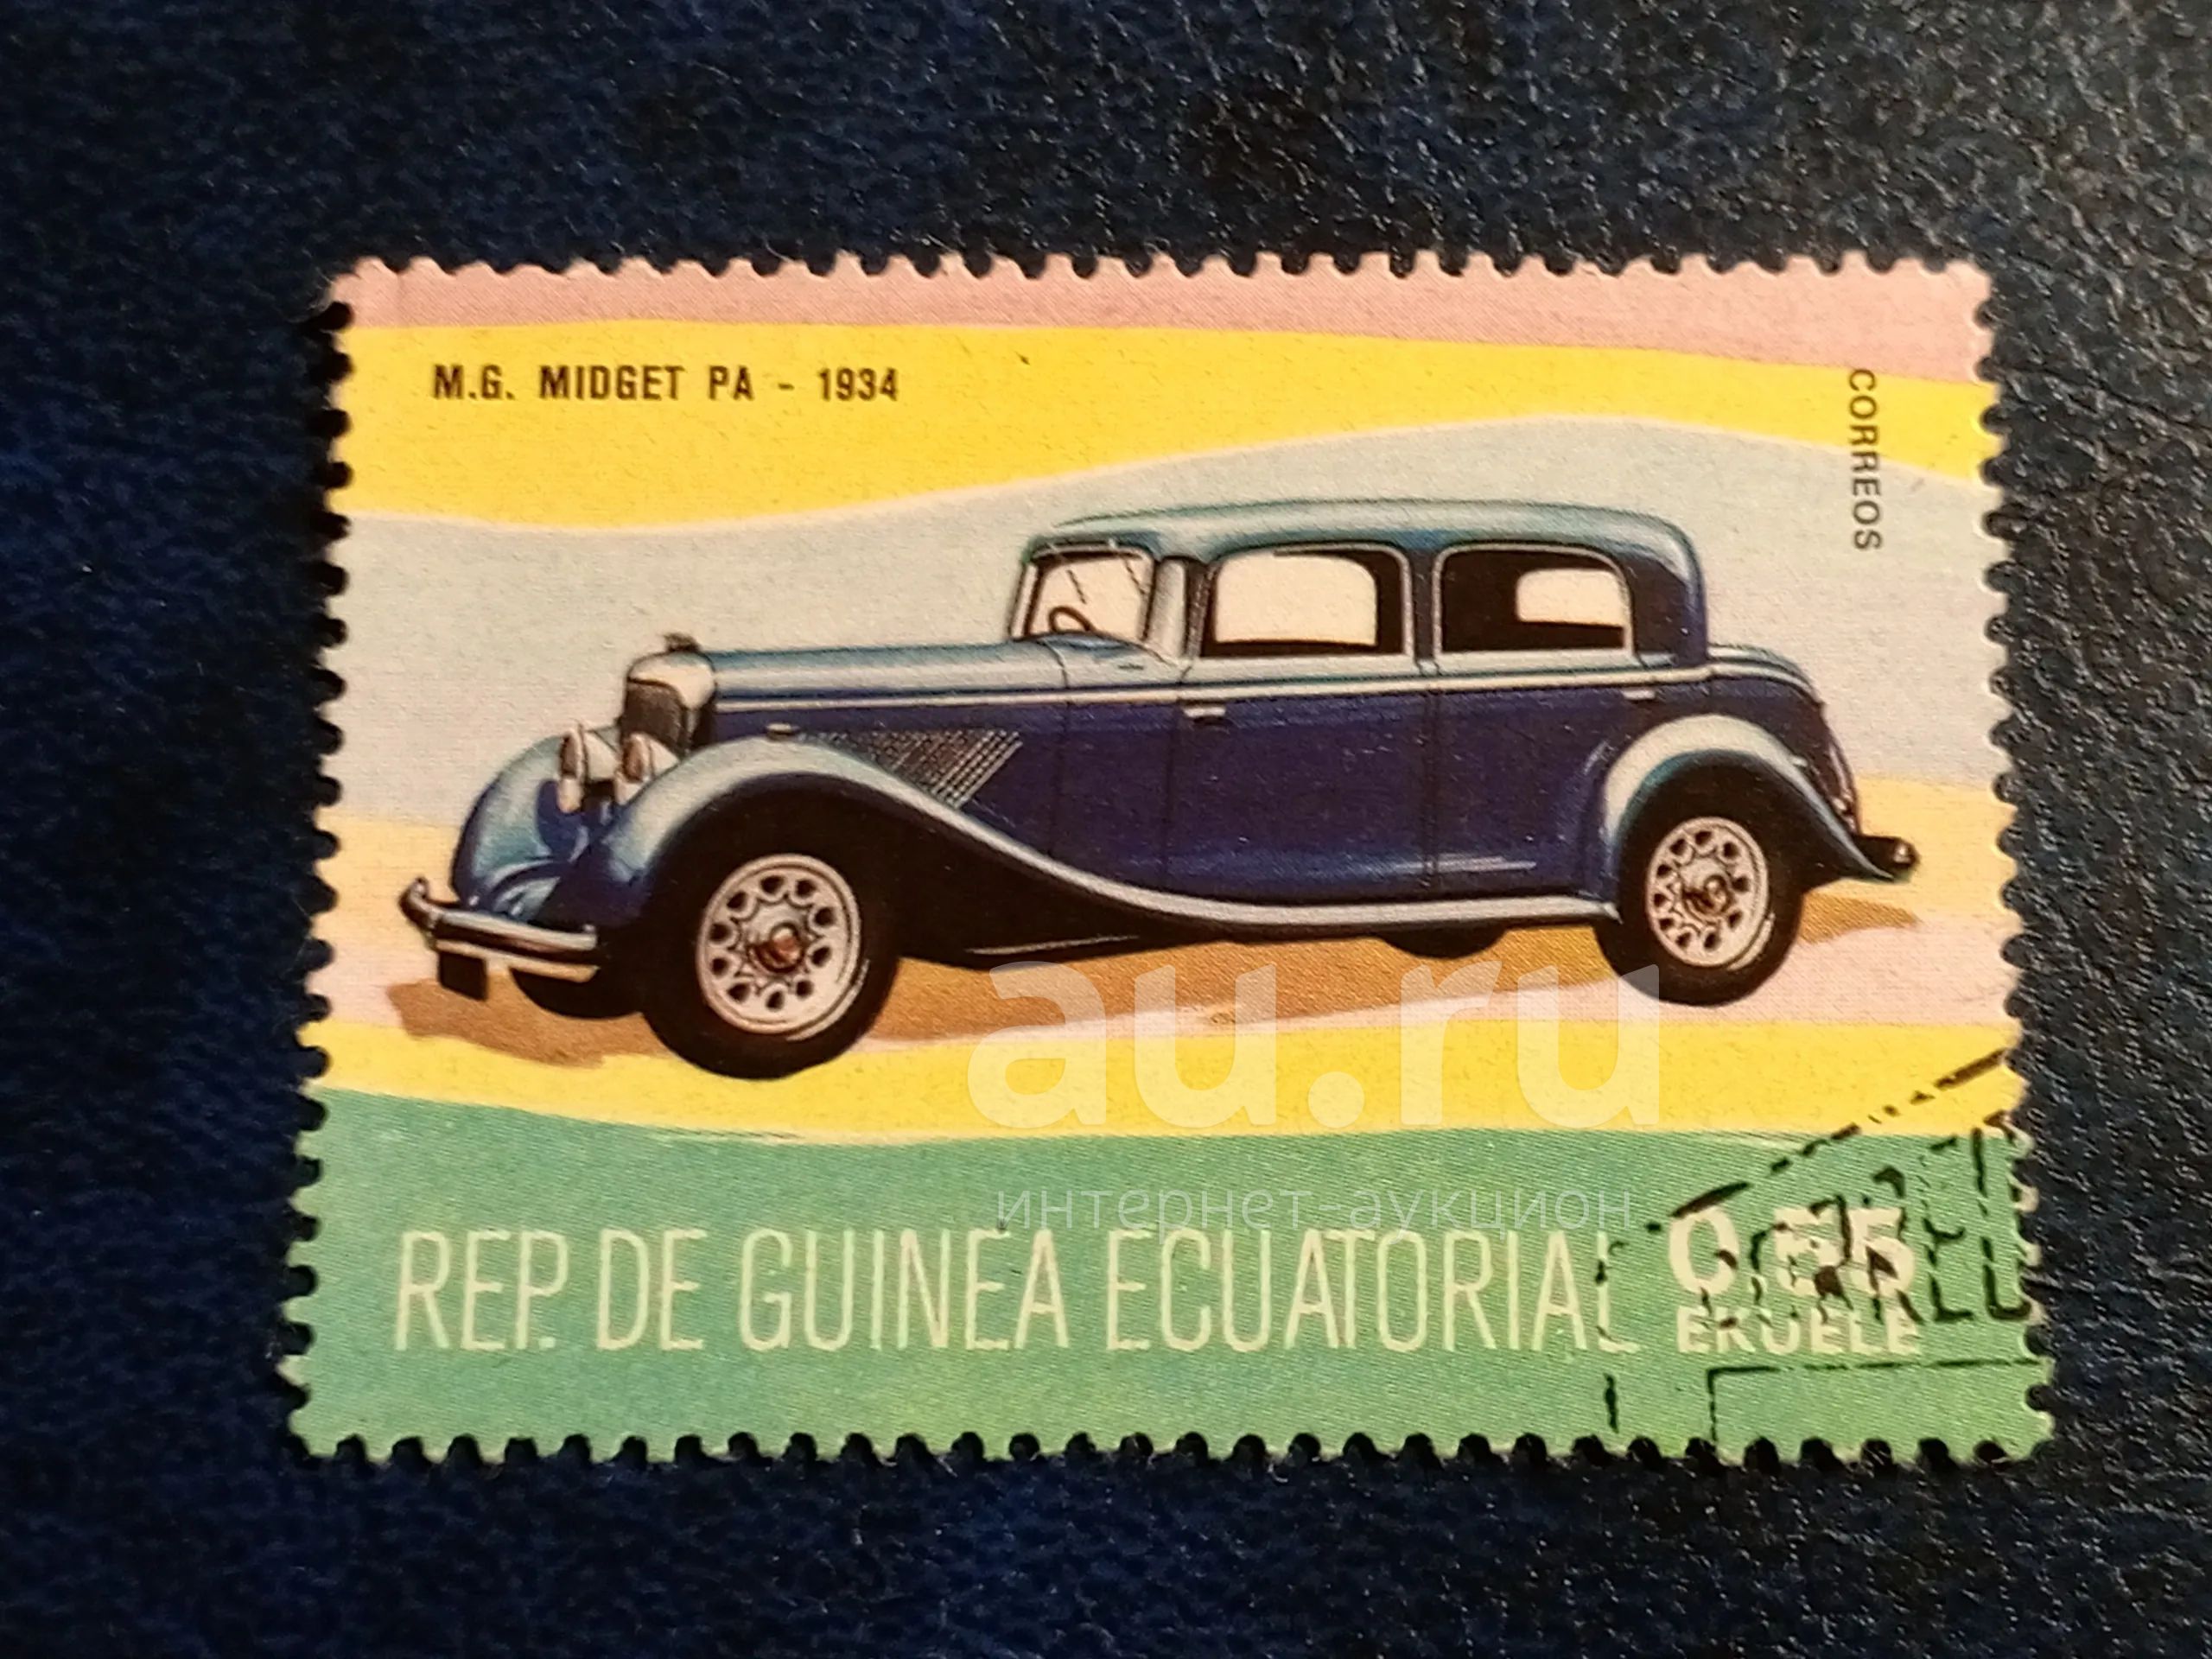 M.G. MIDGET PA - 1934
CORREOS
au.ru
интернет-аукцион
REP. DE GUINEA ECUATORIAL
EKUELE